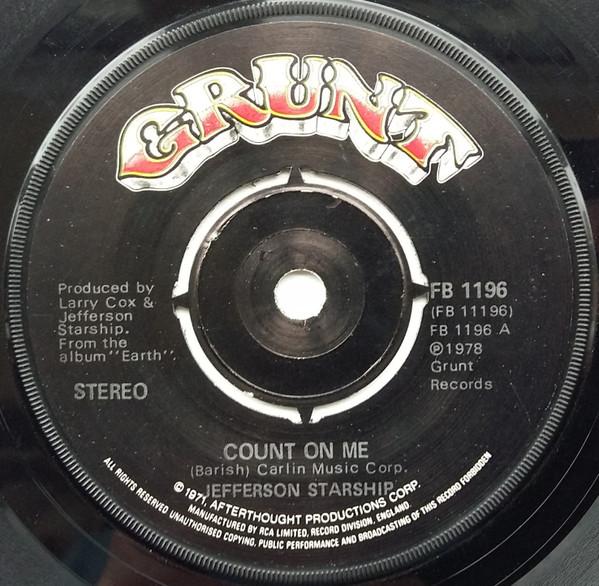 GRUNT
Produced by
Larry Cox &
Jefferson
Starship.
From the
album "Earth".
STEREO
FB 1196
(FB 11196)
FB 1196 A
Ⓟ 1978
Grunt
Records
COUNT ON ME
(Barish) Carlin Music Corp.
JEFFERSON STARSHIP
© 1971, AFTERTHOUGHT PRODUCTIONS CORP.
MANUFACTURED BY RCA LIMITED, RECORD DIVISION, ENGLAND.
ALL RIGHTS RESERVED UNAUTHORISED COPYING, PUBLIC PERFORMANCE AND BROADCASTING OF THIS RECORD FORBIDDEN